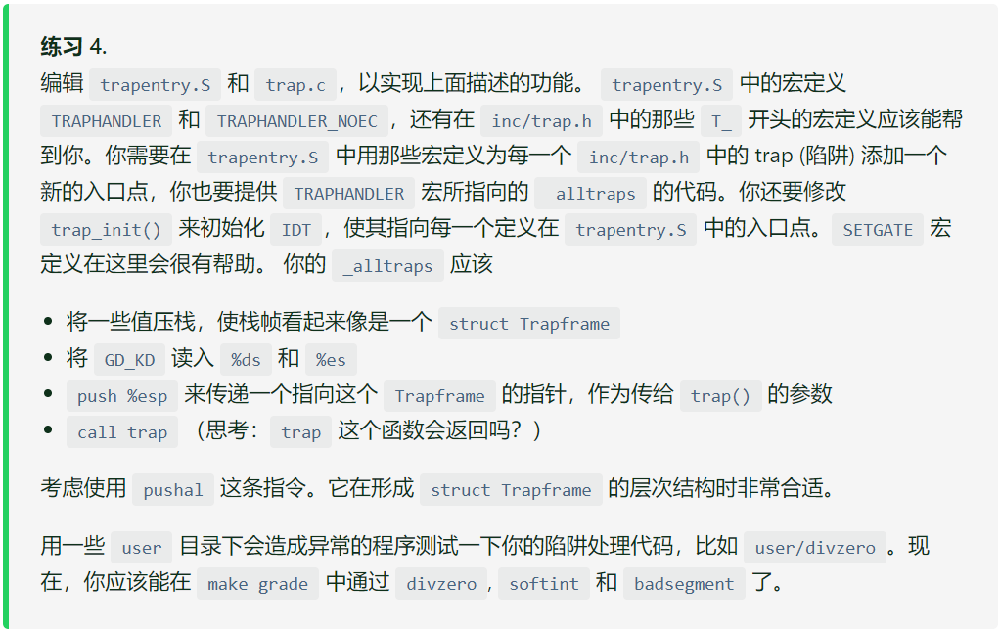 练习 4.
编辑 trapentry.S 和 trap.c ，以实现上面描述的功能。 trapentry.S 中的宏定义
TRAPHANDLER 和 TRAPHANDLER_NOEC ，还有在 inc/trap.h 中的那些 T_ 开头的宏定义应该能帮
到你。你需要在 trapentry.S 中用那些宏定义为每一个 inc/trap.h 中的 trap (陷阱) 添加一个
新的入口点，你也要提供 TRAPHANDLER 宏所指向的 _alltraps 的代码。你还要修改
trap_init() 来初始化 IDT ，使其指向每一个定义在 trapentry.S 中的入口点。 SETGATE 宏
定义在这里会很有帮助。 你的 _alltraps 应该
• 将一些值压栈，使栈帧看起来像是一个 struct Trapframe
• 将 GD_KD 读入 %ds 和 %es
• push %esp 来传递一个指向这个 Trapframe 的指针，作为传给 trap() 的参数
• call trap （思考： trap 这个函数会返回吗？）
考虑使用 pushal 这条指令。它在形成 struct Trapframe 的层次结构时非常合适。
用一些 user 目录下会造成异常的程序测试一下你的陷阱处理代码，比如 user/divzero 。现
在，你应该能在 make grade 中通过 divzero , softint 和 badsegment 了。